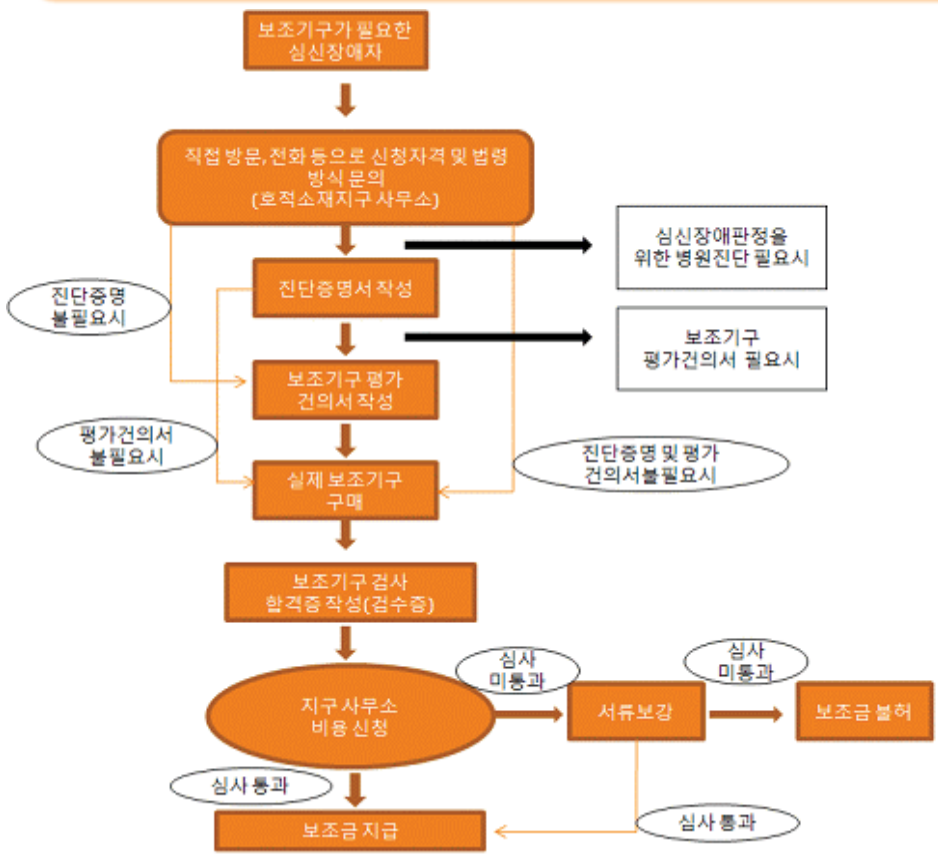 보조기구가 필요한
심신장애자
직접 방문, 전화 등으로 신청자격 및 법령
방식 문의
(호적소재지구 사무소)
심신장애판정을
위한 병원진단 필요시
진단증명서 작성
진단증명
불필요시
보조기구
평가건의서 필요시
보조기구 평가
건의서 작성
평가건의서
불필요시
진단증명 및 평가
건의서불필요시
실제 보조기구
구매
보조기구 검사
합격증 작성(검수증)
심사
미통과
심사
미통과
지구 사무소
비용 신청
서류보강
보조금 불허
심사 통과
심사 통과
보조금 지급